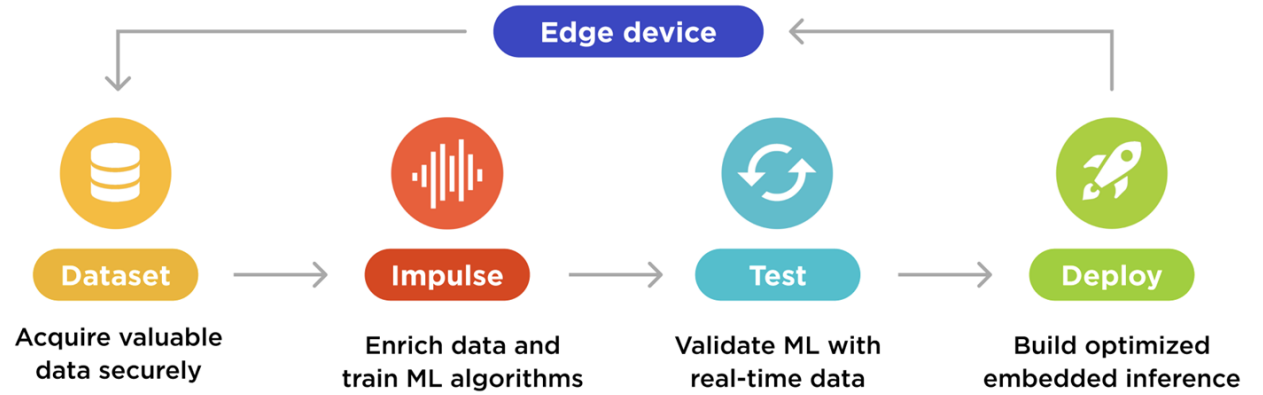 Edge device
Dataset
Impulse
Test
Deploy
Acquire valuable
data securely
Enrich data and
train ML algorithms
Validate ML with
real-time data
Build optimized
embedded inference